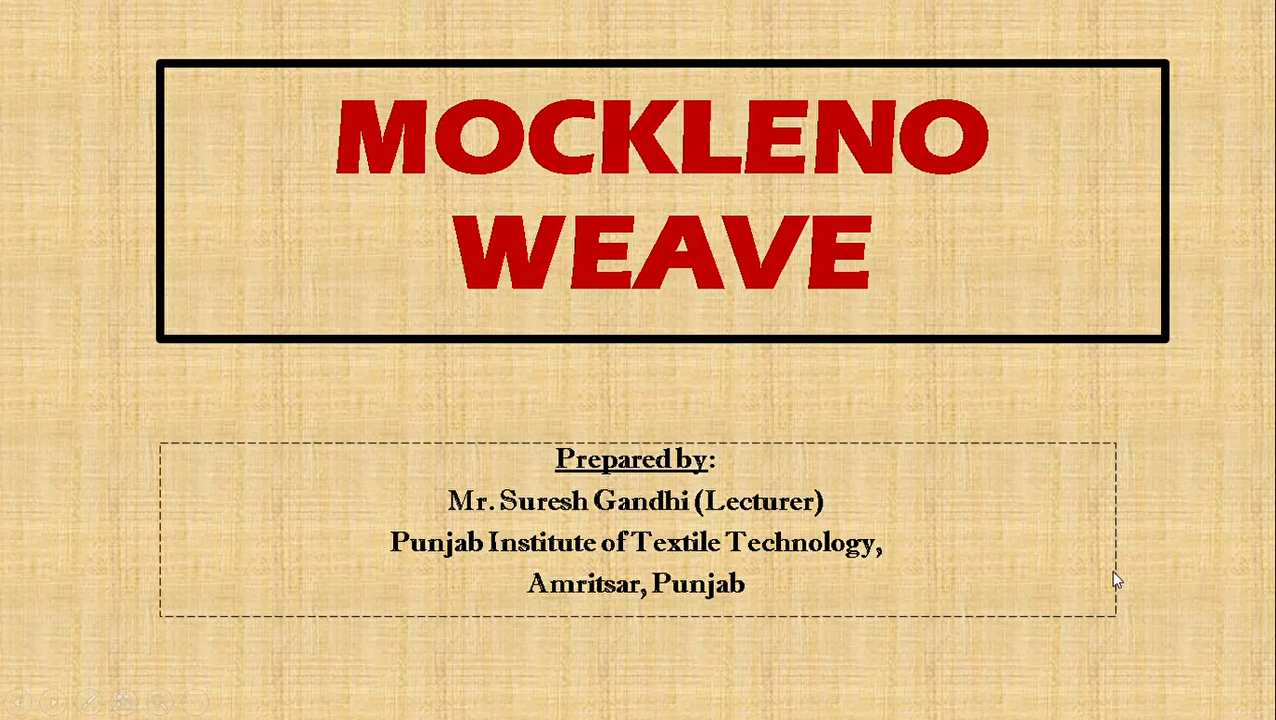 MOCKLENO
WEAVE
Prepared by:
Mr. Suresh Gandhi (Lecturer)
Punjab Institute of Textile Technology,
Amritsar, Punjab